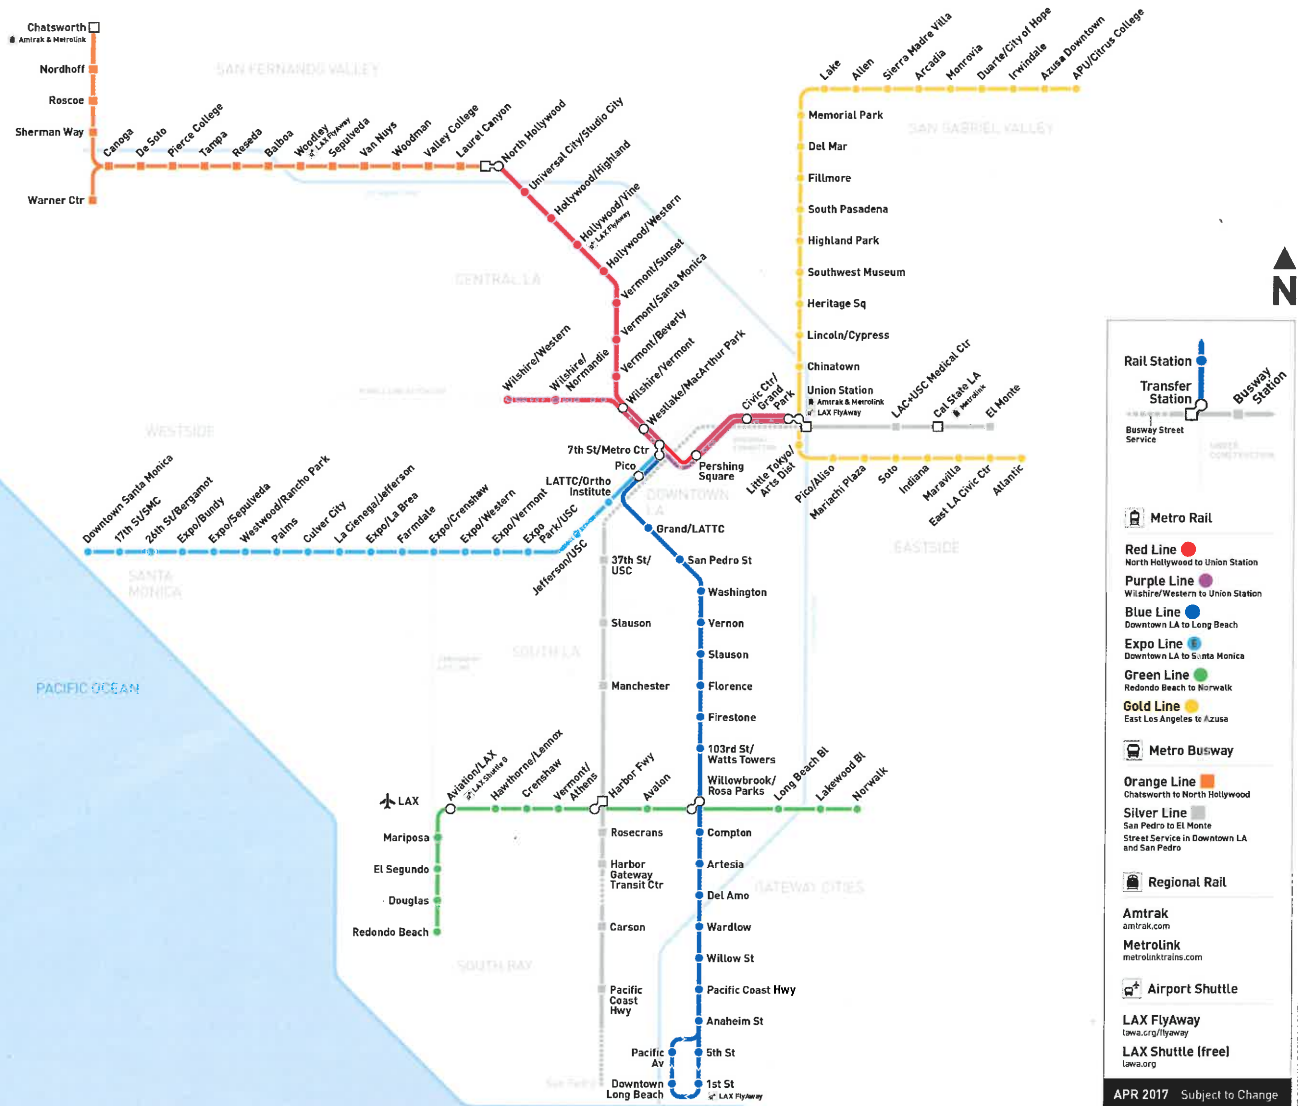 Chatsworth
Amtrak & Metrolink
Nordhoff
Roscoe
Sherman Way
Warner Ctr
Canoga
De Soto
Pierce College
Tampa
Reseda
Balboa
Woodley
LAX FlyAway
Sepulveda
Van Nuys
Woodman
Valley College
Laurel Canyon
North Hollywood
Universal City/Studio City
Hollywood/Highland
Hollywood/Vine
LAX FlyAway
Hollywood/Western
Vermont/Sunset
Vermont/Santa Monica
Vermont/Beverly
Wilshire/Vermont
Westlake/MacArthur Park
Wilshire/Western
Wilshire/
Normandie
Civic Ctr/
Grand
Park
7th St/Metro Ctr
Pico
Pershing
Square
LATTC/Ortho
Institute
SAN FERNANDO VALLEY
CENTRAL LA
WESTSIDE
SAN GABRIEL VALLEY
DOWNTOWN
LA
EASTSIDE
SANTA
MONICA
SOUTH LA
GATEWAY CITIES
SOUTH BAY
PACIFIC OCEAN
Lake
Allen
Sierra Madre Villa
Arcadia
Monrovia
Duarte/City of Hope
Irwindale
Azusa Downtown
APU/Citrus College
Memorial Park
Del Mar
Fillmore
South Pasadena
Highland Park
Southwest Museum
Heritage Sq
Lincoln/Cypress
Chinatown
Union Station
Amtrak & Metrolink
LAX FlyAway
LAC+USC Medical Ctr
Cal State LA
Metrolink
El Monte
Little Tokyo/
Arts Dist
Pico/Aliso
Mariachi Plaza
Soto
Indiana
Maravilla
East LA Civic Ctr
Atlantic
Downtown Santa Monica
17th St/SMC
26th St/Bergamot
Expo/Bundy
Expo/Sepulveda
Westwood/Rancho Park
Palms
Culver City
La Cienega/Jefferson
Expo/La Brea
Farmdale
Expo/Crenshaw
Expo/Western
Expo/Vermont
Expo
Park/USC
Jefferson/USC
Grand/LATTC
San Pedro St
Washington
Vernon
Slauson
Florence
Firestone
103rd St/
Watts Towers
Willowbrook/
Rosa Parks
Compton
Artesia
Del Amo
Wardlow
Willow St
Pacific Coast Hwy
Anaheim St
5th St
1st St
LAX FlyAway
Pacific
Av
Downtown
Long Beach
37th St/
USC
Slauson
Manchester
Harbor Fwy
Rosecrans
Harbor
Gateway
Transit Ctr
Carson
Pacific
Coast
Hwy
San Pedro
LAX
Aviation/LAX
LAX Shuttle G
Hawthorne/Lennox
Crenshaw
Vermont/
Athens
Avalon
Long Beach Bl
Lakewood Bl
Norwalk
Mariposa
El Segundo
Douglas
Redondo Beach
N
Rail Station
Transfer
Station
Busway
Station
Busway Street
Service
UNDER
CONSTRUCTION
Metro Rail
Red Line
North Hollywood to Union Station
Purple Line
Wilshire/Western to Union Station
Blue Line
Downtown LA to Long Beach
Expo Line E
Downtown LA to Santa Monica
Green Line
Redondo Beach to Norwalk
Gold Line
East Los Angeles to Azusa
Metro Busway
Orange Line
Chatsworth to North Hollywood
Silver Line
San Pedro to El Monte
Street Service in Downtown LA
and San Pedro
Regional Rail
Amtrak
amtrak.com
Metrolink
metrolinktrains.com
Airport Shuttle
LAX FlyAway
lawa.org/flyaway
LAX Shuttle (free)
lawa.org
APR 2017 Subject to Change